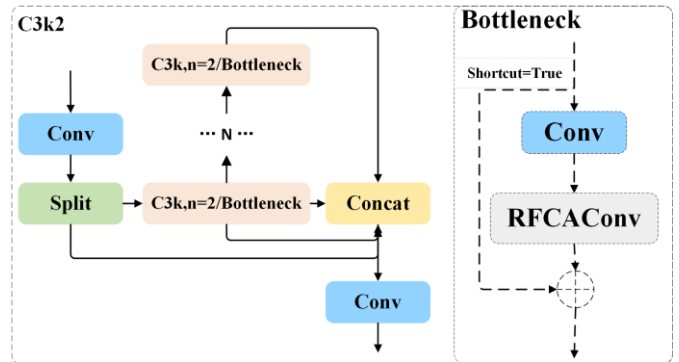 C3k2
C3k,n=2/Bottleneck
Conv
··· N ···
Split
C3k,n=2/Bottleneck
Concat
Conv
Bottleneck
Shortcut=True
Conv
RFCAConv